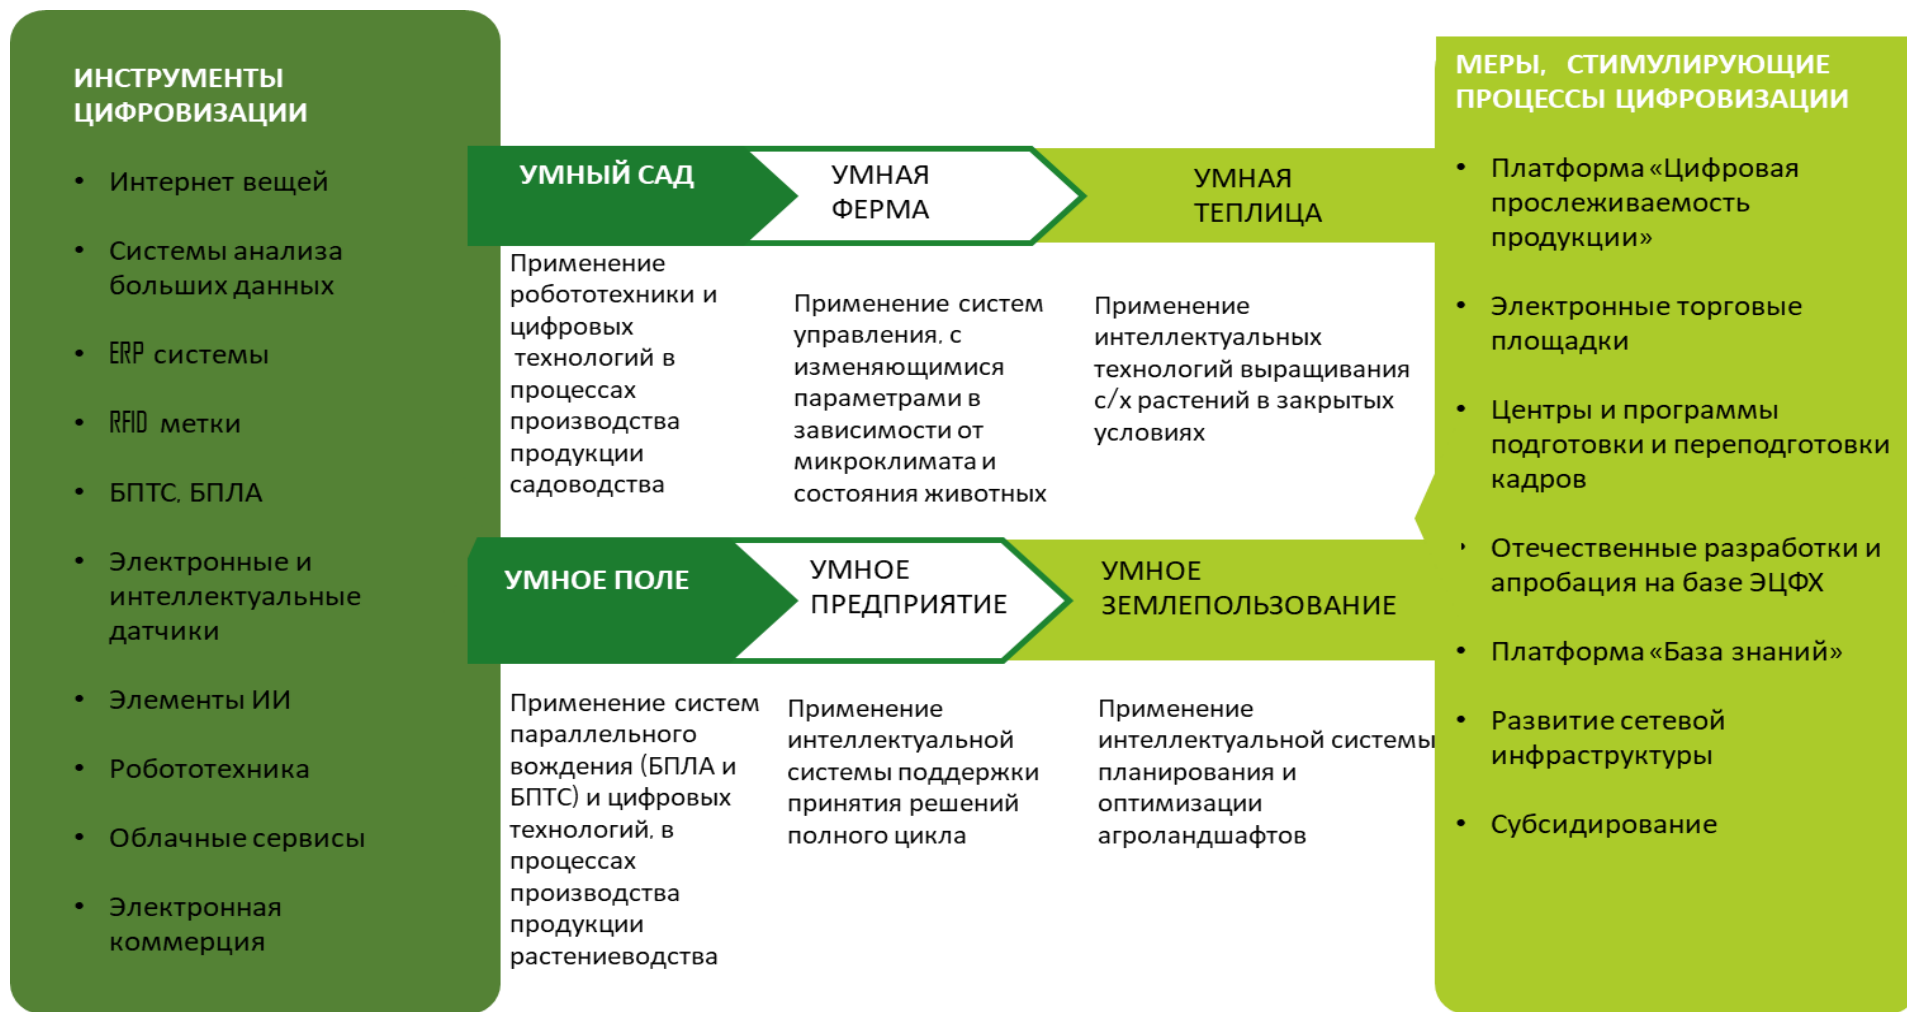 ИНСТРУМЕНТЫ
ЦИФРОВИЗАЦИИ
• Интернет вещей
• Системы анализа
больших данных
• ERP системы
• RFID метки
• БПТС, БПЛА
• Электронные и
интеллектуальные
датчики
• Элементы ИИ
• Робототехника
• Облачные сервисы
• Электронная
коммерция
УМНЫЙ САД
Применение
робототехники и
цифровых
технологий в
процессах
производства
продукции
садоводства
УМНАЯ
ФЕРМА
Применение систем
управления, с
изменяющимися
параметрами в
зависимости от
микроклимата и
состояния животных
УМНАЯ
ТЕПЛИЦА
Применение
интеллектуальных
технологий выращивания
с/х растений в закрытых
условиях
УМНОЕ ПОЛЕ
Применение систем
параллельного
вождения (БПЛА и
БПТС) и цифровых
технологий, в
процессах
производства
продукции
растениеводства
УМНОЕ
ПРЕДПРИЯТИЕ
Применение
интеллектуальной
системы поддержки
принятия решений
полного цикла
УМНОЕ
ЗЕМЛЕПОЛЬЗОВАНИЕ
Применение
интеллектуальной системы
планирования и
оптимизации
агроландшафтов
МЕРЫ, СТИМУЛИРУЮЩИЕ
ПРОЦЕССЫ ЦИФРОВИЗАЦИИ
• Платформа «Цифровая
прослеживаемость
продукции»
• Электронные торговые
площадки
• Центры и программы
подготовки и переподготовки
кадров
• Отечественные разработки и
апробация на базе ЭЦФХ
• Платформа «База знаний»
• Развитие сетевой
инфраструктуры
• Субсидирование